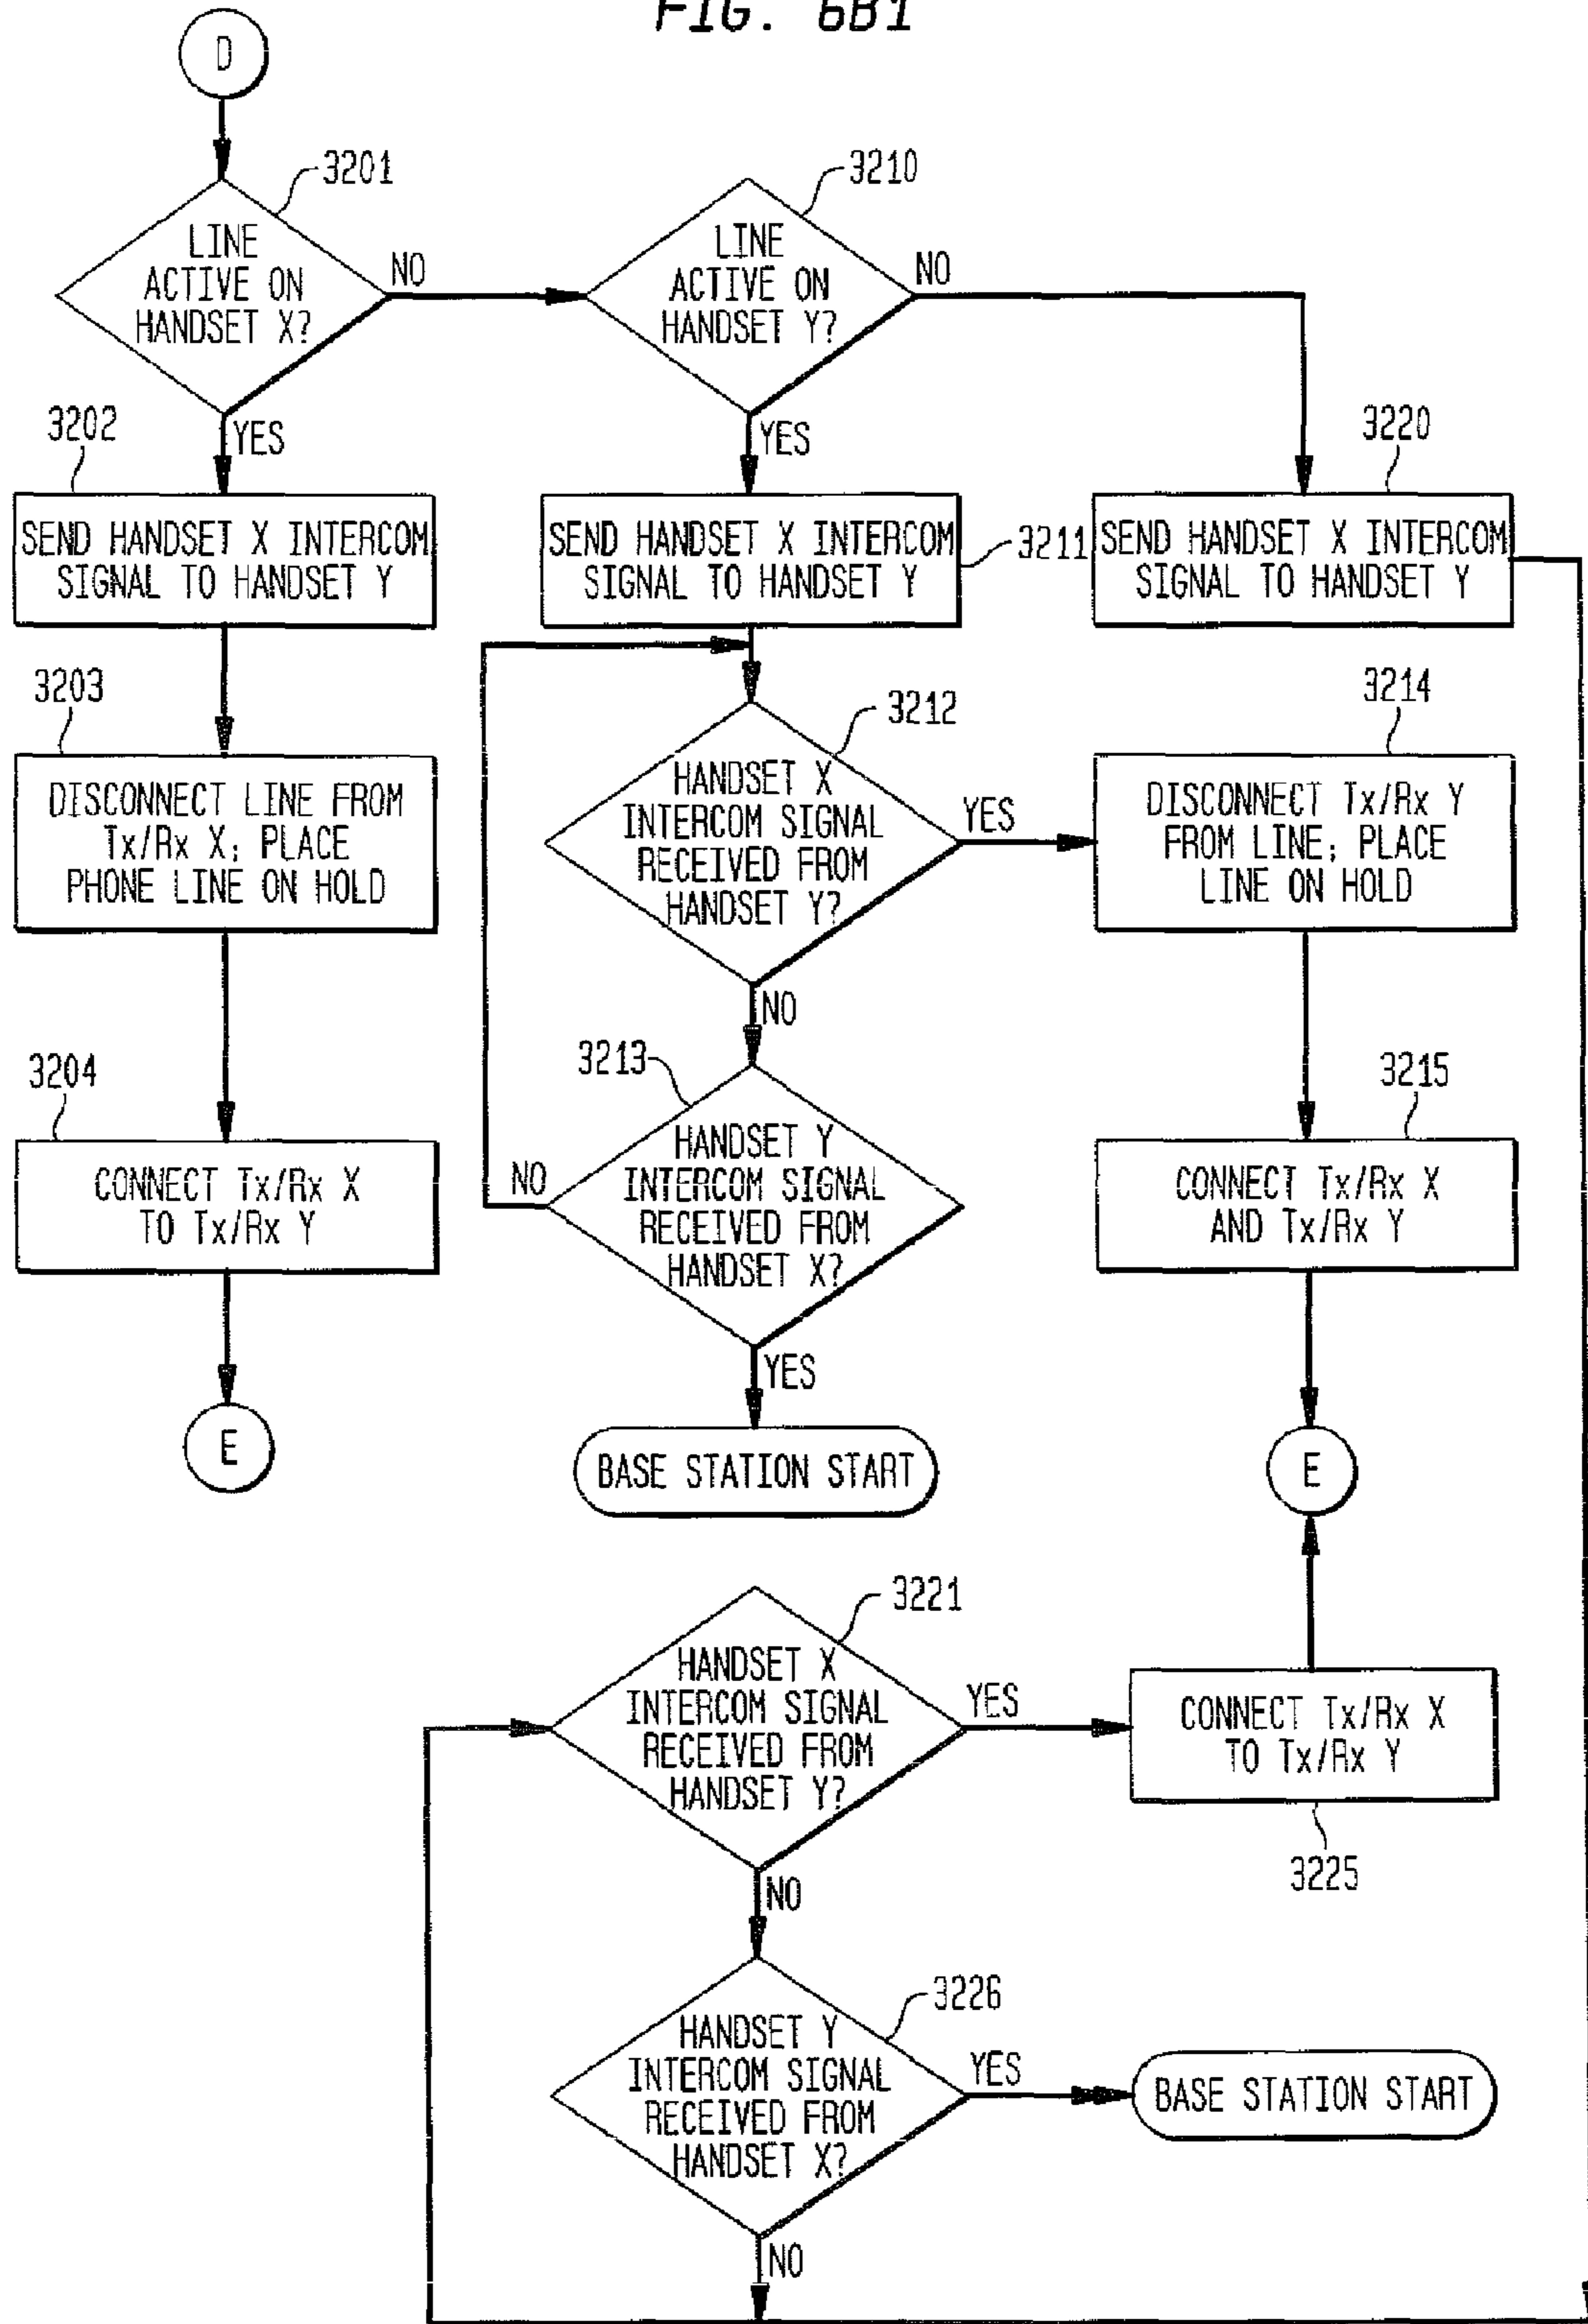 FIG. 6B1
D
3201
LINE
ACTIVE ON
HANDSET X?
NO
YES
3210
LINE
ACTIVE ON
HANDSET Y?
NO
YES
3202
SEND HANDSET X INTERCOM
SIGNAL TO HANDSET Y
SEND HANDSET X INTERCOM
SIGNAL TO HANDSET Y
3211
3220
SEND HANDSET X INTERCOM
SIGNAL TO HANDSET Y
3203
DISCONNECT LINE FROM
Tx/Rx X; PLACE
PHONE LINE ON HOLD
3212
HANDSET X
INTERCOM SIGNAL
RECEIVED FROM
HANDSET Y?
YES
NO
3214
DISCONNECT Tx/Rx Y
FROM LINE; PLACE
LINE ON HOLD
3204
CONNECT Tx/Rx X
TO Tx/Rx Y
3213
HANDSET Y
INTERCOM SIGNAL
RECEIVED FROM
HANDSET X?
NO
YES
3215
CONNECT Tx/Rx X
AND Tx/Rx Y
E
BASE STATION START
E
3221
HANDSET X
INTERCOM SIGNAL
RECEIVED FROM
HANDSET Y?
YES
NO
CONNECT Tx/Rx X
TO Tx/Rx Y
3225
3226
HANDSET Y
INTERCOM SIGNAL
RECEIVED FROM
HANDSET X?
YES
NO
BASE STATION START